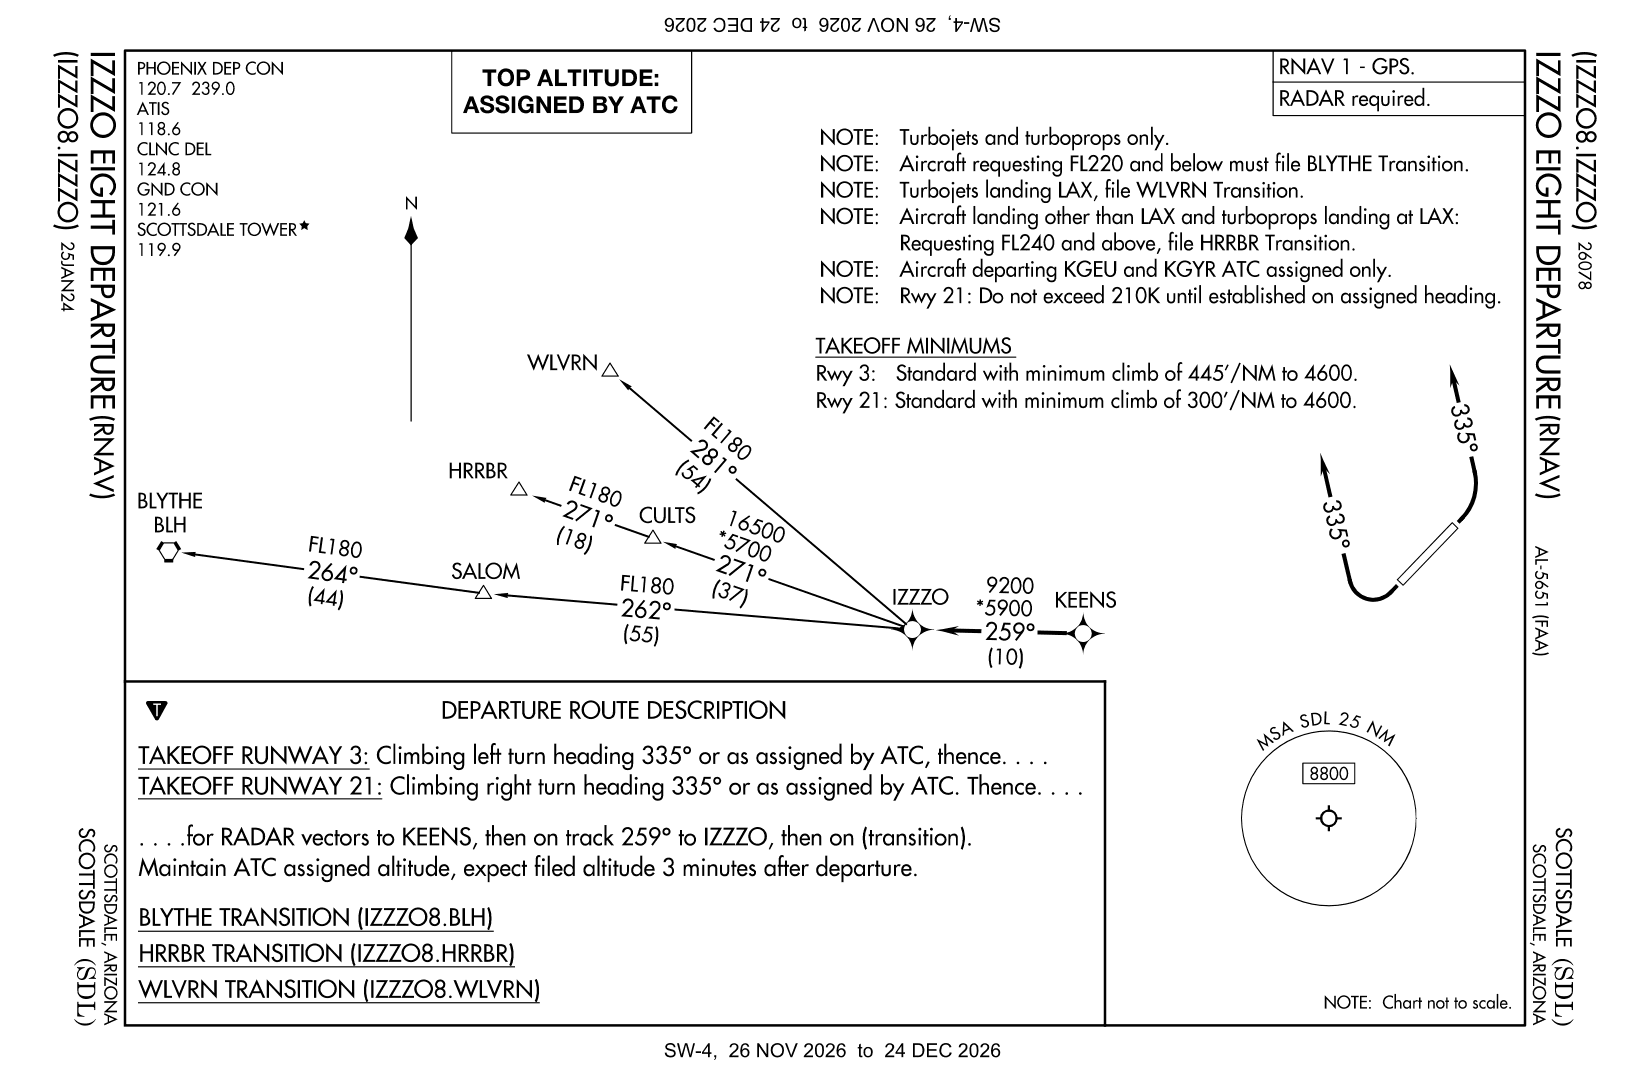 SW-4, 26 NOV 2026 to 24 DEC 2026
(IZZZO8.IZZZO) 25JAN24
IZZZO EIGHT DEPARTURE (RNAV)
SCOTTSDALE (SDL)
SCOTTSDALE, ARIZONA
PHOENIX DEP CON
120.7 239.0
ATIS
118.6
CLNC DEL
124.8
GND CON
121.6
SCOTTSDALE TOWER★
119.9
TOP ALTITUDE:
ASSIGNED BY ATC
RNAV 1 - GPS.
RADAR required.
NOTE: Turbojets and turboprops only.
NOTE: Aircraft requesting FL220 and below must file BLYTHE Transition.
NOTE: Turbojets landing LAX, file WLVRN Transition.
NOTE: Aircraft landing other than LAX and turboprops landing at LAX:
Requesting FL240 and above, file HRRBR Transition.
NOTE: Aircraft departing KGEU and KGYR ATC assigned only.
NOTE: Rwy 21: Do not exceed 210K until established on assigned heading.
TAKEOFF MINIMUMS
Rwy 3: Standard with minimum climb of 445'/NM to 4600.
Rwy 21: Standard with minimum climb of 300'/NM to 4600.
N
WLVRN
FL180
281°
(54)
HRRBR
FL180
271°
(18)
CULTS
16500
*5700
271°
(37)
BLYTHE
BLH
FL180
264°
(44)
SALOM
FL180
262°
(55)
IZZZO
9200
*5900
259°
(10)
KEENS
335°
335°
T
DEPARTURE ROUTE DESCRIPTION
TAKEOFF RUNWAY 3: Climbing left turn heading 335° or as assigned by ATC, thence. . . .
TAKEOFF RUNWAY 21: Climbing right turn heading 335° or as assigned by ATC. Thence. . . .
. . . .for RADAR vectors to KEENS, then on track 259° to IZZZO, then on (transition).
Maintain ATC assigned altitude, expect filed altitude 3 minutes after departure.
BLYTHE TRANSITION (IZZZO8.BLH)
HRRBR TRANSITION (IZZZO8.HRRBR)
WLVRN TRANSITION (IZZZO8.WLVRN)
MSA SDL 25 NM
8800
NOTE: Chart not to scale.
(IZZZO8.IZZZO) 26078
IZZZO EIGHT DEPARTURE (RNAV)
AL-5651 (FAA)
SCOTTSDALE (SDL)
SCOTTSDALE, ARIZONA
SW-4, 26 NOV 2026 to 24 DEC 2026